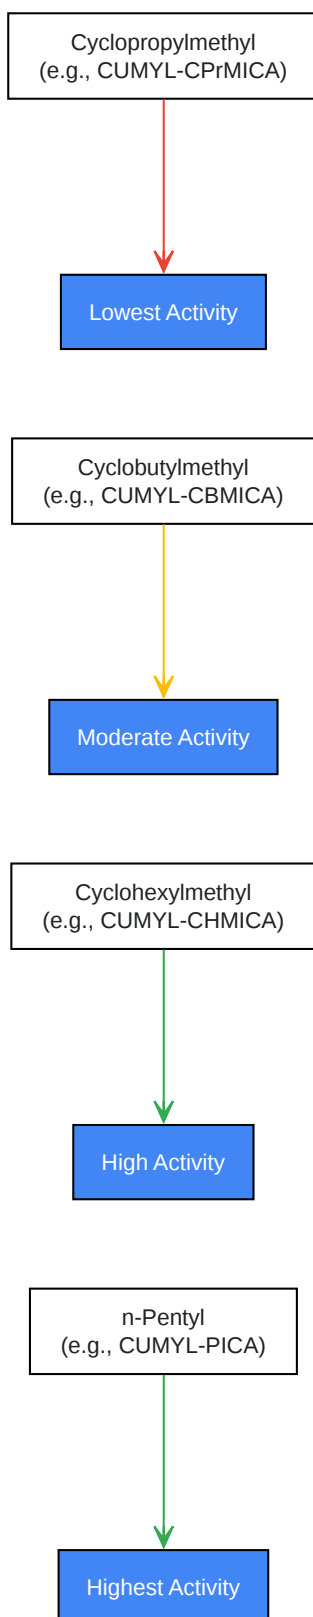 Cyclopropylmethyl
(e.g., CUMYL-CPrMICA)
Lowest Activity
Cyclobutylmethyl
(e.g., CUMYL-CBMICA)
Moderate Activity
Cyclohexylmethyl
(e.g., CUMYL-CHMICA)
High Activity
n-Pentyl
(e.g., CUMYL-PICA)
Highest Activity